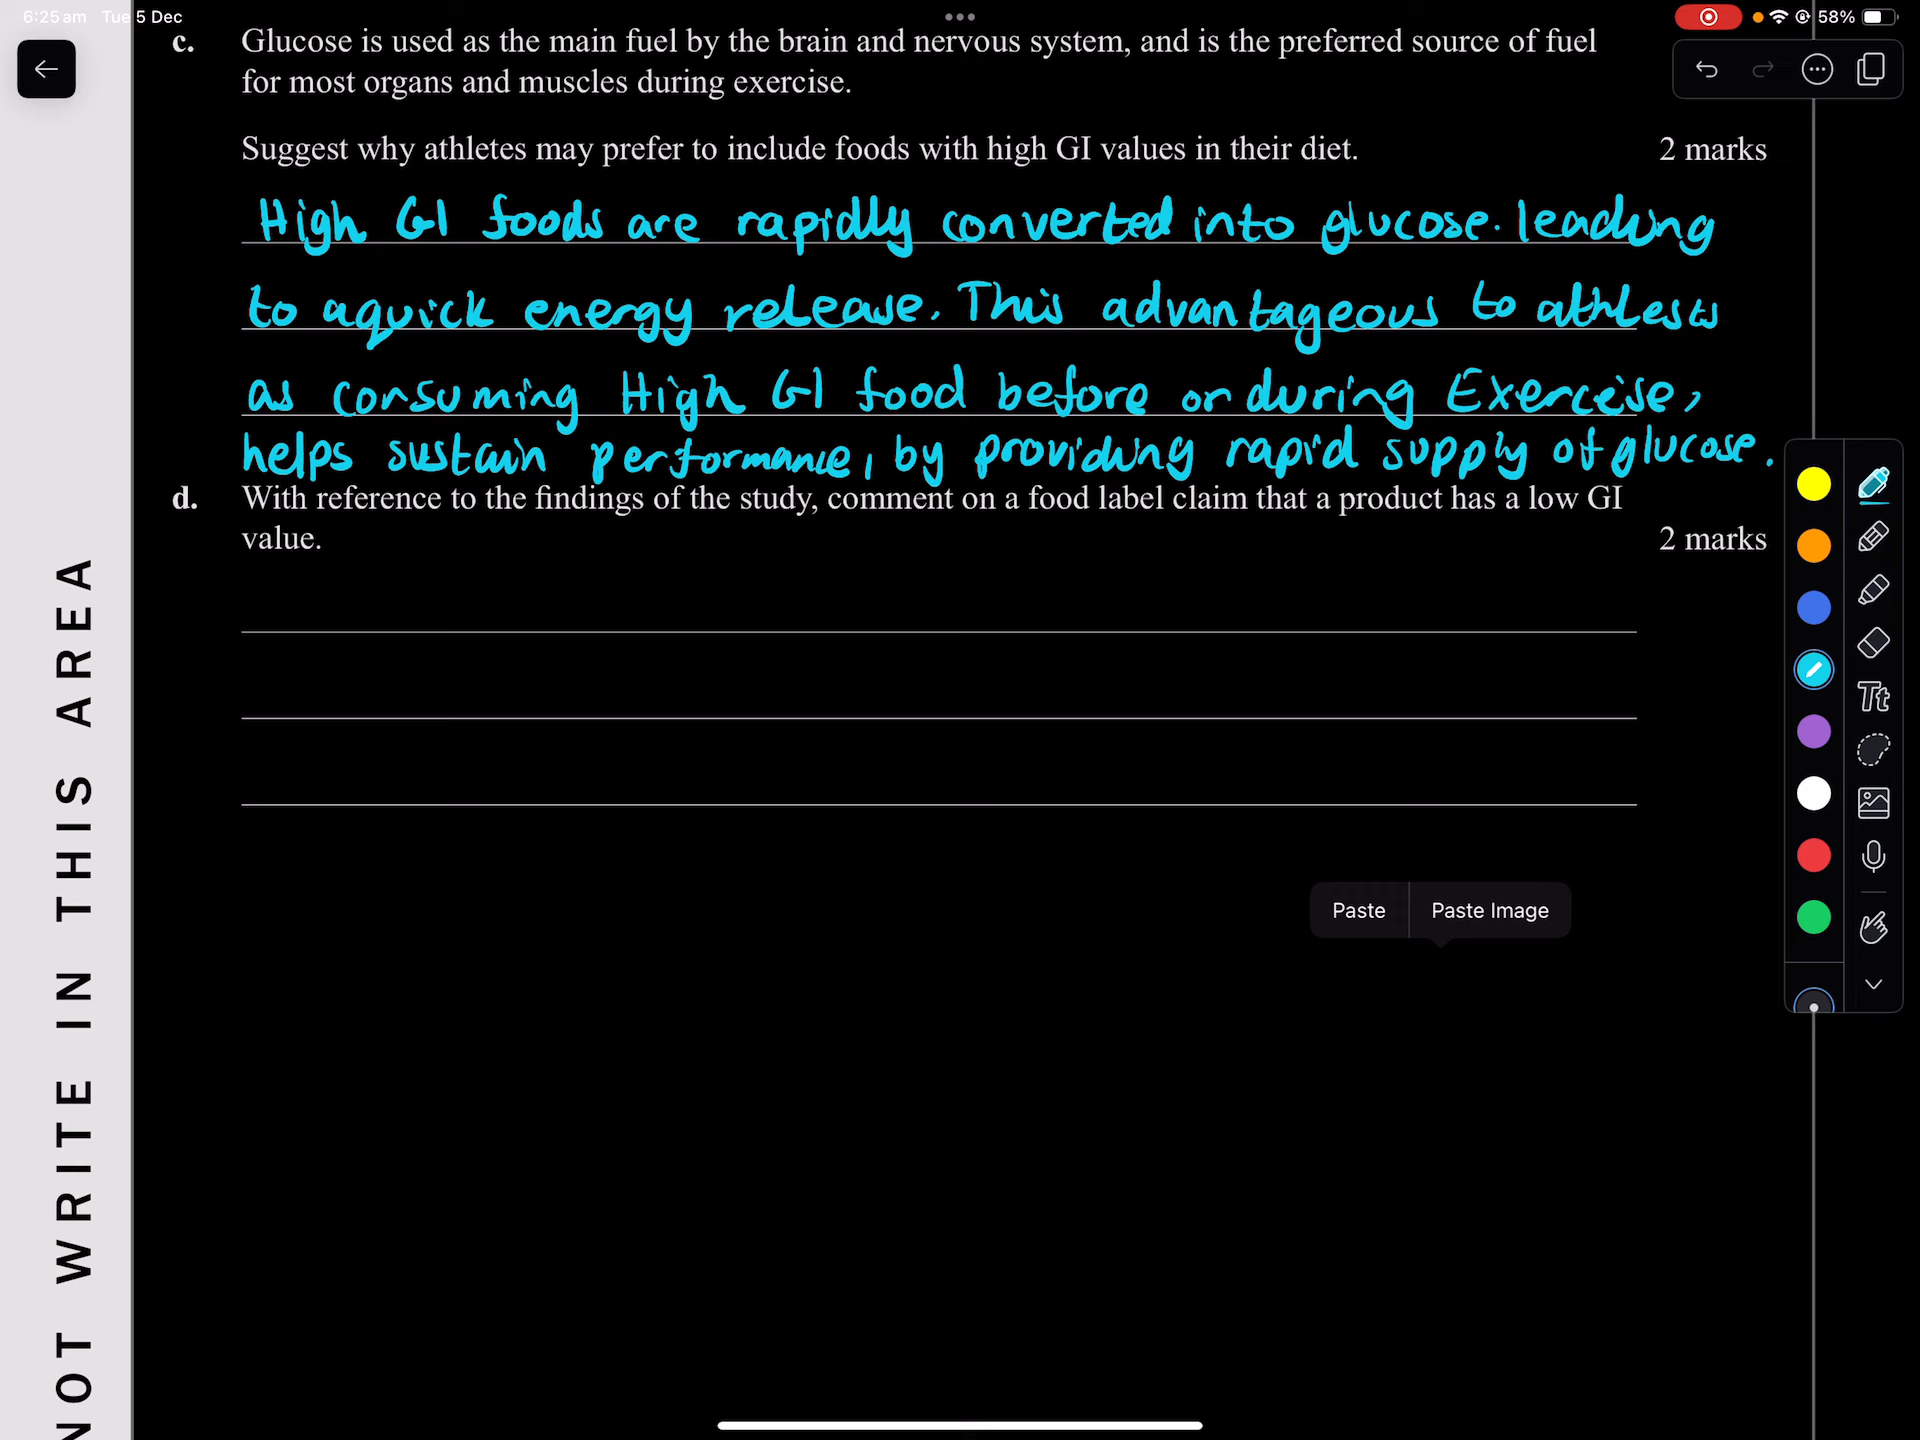 6:25 am Tue 5 Dec
58%
c. Glucose is used as the main fuel by the brain and nervous system, and is the preferred source of fuel
for most organs and muscles during exercise.
Suggest why athletes may prefer to include foods with high GI values in their diet. 2 marks
High GI foods are rapidly converted into glucose. leading
to a quick energy release. This advantageous to athlests
as consuming High GI food before or during Exerceise,
helps sustain performance, by providing rapid supply of glucose.
d. With reference to the findings of the study, comment on a food label claim that a product has a low GI
value. 2 marks
Paste Paste Image
Tt
NOT WRITE IN THIS AREA